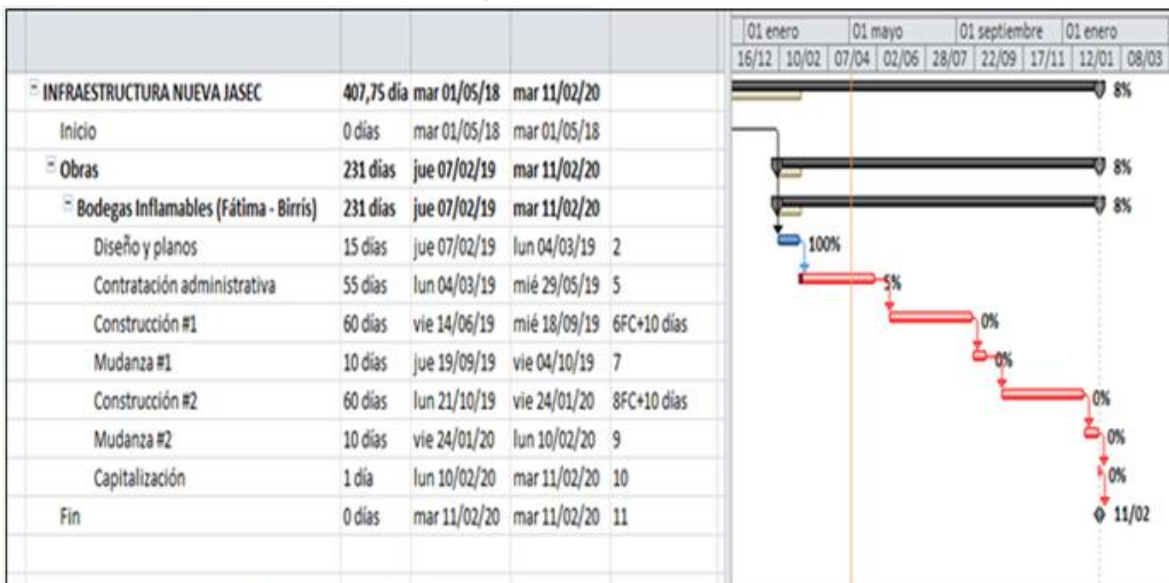 01 enero 01 mayo 01 septiembre 01 enero
16/12 10/02 07/04 02/06 28/07 22/09 17/11 12/01 08/03
INFRAESTRUCTURA NUEVA JASEC 407,75 día mar 01/05/18 mar 11/02/20 8%
Inicio 0 días mar 01/05/18 mar 01/05/18
Obras 231 días jue 07/02/19 mar 11/02/20 8%
Bodegas Inflamables (Fátima - Birrís) 231 días jue 07/02/19 mar 11/02/20 8%
Diseño y planos 15 días jue 07/02/19 lun 04/03/19 2 100%
Contratación administrativa 55 días lun 04/03/19 mié 29/05/19 5 5%
Construcción #1 60 días vie 14/06/19 mié 18/09/19 6FC+10 días 0%
Mudanza #1 10 días jue 19/09/19 vie 04/10/19 7 0%
Construcción #2 60 días lun 21/10/19 vie 24/01/20 8FC+10 días 0%
Mudanza #2 10 días vie 24/01/20 lun 10/02/20 9 0%
Capitalización 1 día lun 10/02/20 mar 11/02/20 10 0%
Fin 0 días mar 11/02/20 mar 11/02/20 11 11/02